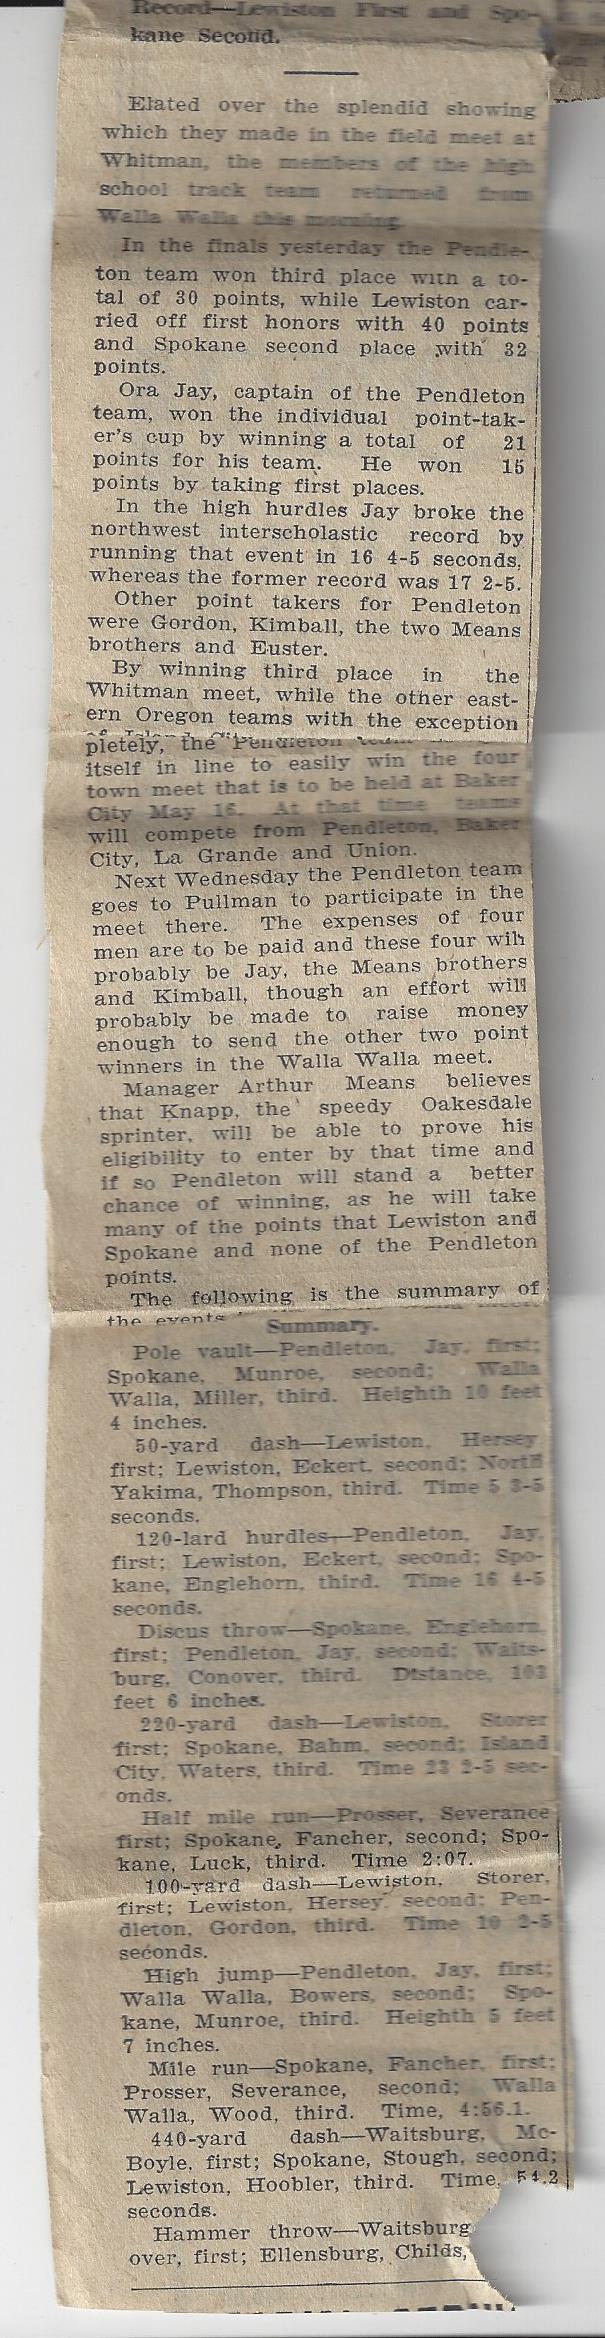 Record—Lewiston First and Spo-
kane Second.
Elated over the splendid showing
which they made in the field meet at
Whitman, the members of the high
school track team returned from
Walla Walla this morning.
In the finals yesterday the Pendle-
ton team won third place with a to-
tal of 30 points, while Lewiston car-
ried off first honors with 40 points
and Spokane second place with 32
points.
Ora Jay, captain of the Pendleton
team, won the individual point-tak-
er's cup by winning a total of 21
points for his team. He won 15
points by taking first places.
In the high hurdles Jay broke the
northwest interscholastic record by
running that event in 16 4-5 seconds,
whereas the former record was 17 2-5.
Other point takers for Pendleton
were Gordon, Kimball, the two Means
brothers and Euster.
By winning third place in the
Whitman meet, while the other east-
ern Oregon teams with the exception
of Island City
pletely, the Pendleton team
itself in line to easily win the four
town meet that is to be held at Baker
City May 16. At that time teams
will compete from Pendleton, Baker
City, La Grande and Union.
Next Wednesday the Pendleton team
goes to Pullman to participate in the
meet there. The expenses of four
men are to be paid and these four will
probably be Jay, the Means brothers
and Kimball, though an effort will
probably be made to raise money
enough to send the other two point
winners in the Walla Walla meet.
Manager Arthur Means believes
that Knapp, the speedy Oakesdale
sprinter, will be able to prove his
eligibility to enter by that time and
if so Pendleton will stand a better
chance of winning, as he will take
many of the points that Lewiston and
Spokane and none of the Pendleton
points.
The following is the summary of
the events
Summary.
Pole vault—Pendleton, Jay, first;
Spokane, Munroe, second; Walla
Walla, Miller, third. Heighth 10 feet
4 inches.
50-yard dash—Lewiston, Hersey
first; Lewiston, Eckert, second; North
Yakima, Thompson, third. Time 5 3-5
seconds.
120-lard hurdles—Pendleton, Jay,
first; Lewiston, Eckert, second; Spo-
kane, Englehorn, third. Time 16 4-5
seconds.
Discus throw—Spokane, Englehorn,
first; Pendleton, Jay, second; Waits-
burg, Conover, third. Distance, 103
feet 6 inches.
220-yard dash—Lewiston, Storer
first; Spokane, Bahm, second; Island
City, Waters, third. Time 23 2-5 sec-
onds.
Half mile run—Prosser, Severance
first; Spokane, Fancher, second; Spo-
kane, Luck, third. Time 2:07.
100-yard dash—Lewiston, Storer,
first; Lewiston, Hersey, second; Pen-
dleton, Gordon, third. Time 10 2-5
seconds.
High jump—Pendleton, Jay, first;
Walla Walla, Bowers, second; Spo-
kane, Munroe, third. Heighth 5 feet
7 inches.
Mile run—Spokane, Fancher, first;
Prosser, Severance, second; Walla
Walla, Wood, third. Time, 4:56.1.
440-yard dash—Waitsburg, Mc-
Boyle, first; Spokane, Stough, second;
Lewiston, Hoobler, third. Time, 54.2
seconds.
Hammer throw—Waitsburg
over, first; Ellensburg, Childs,